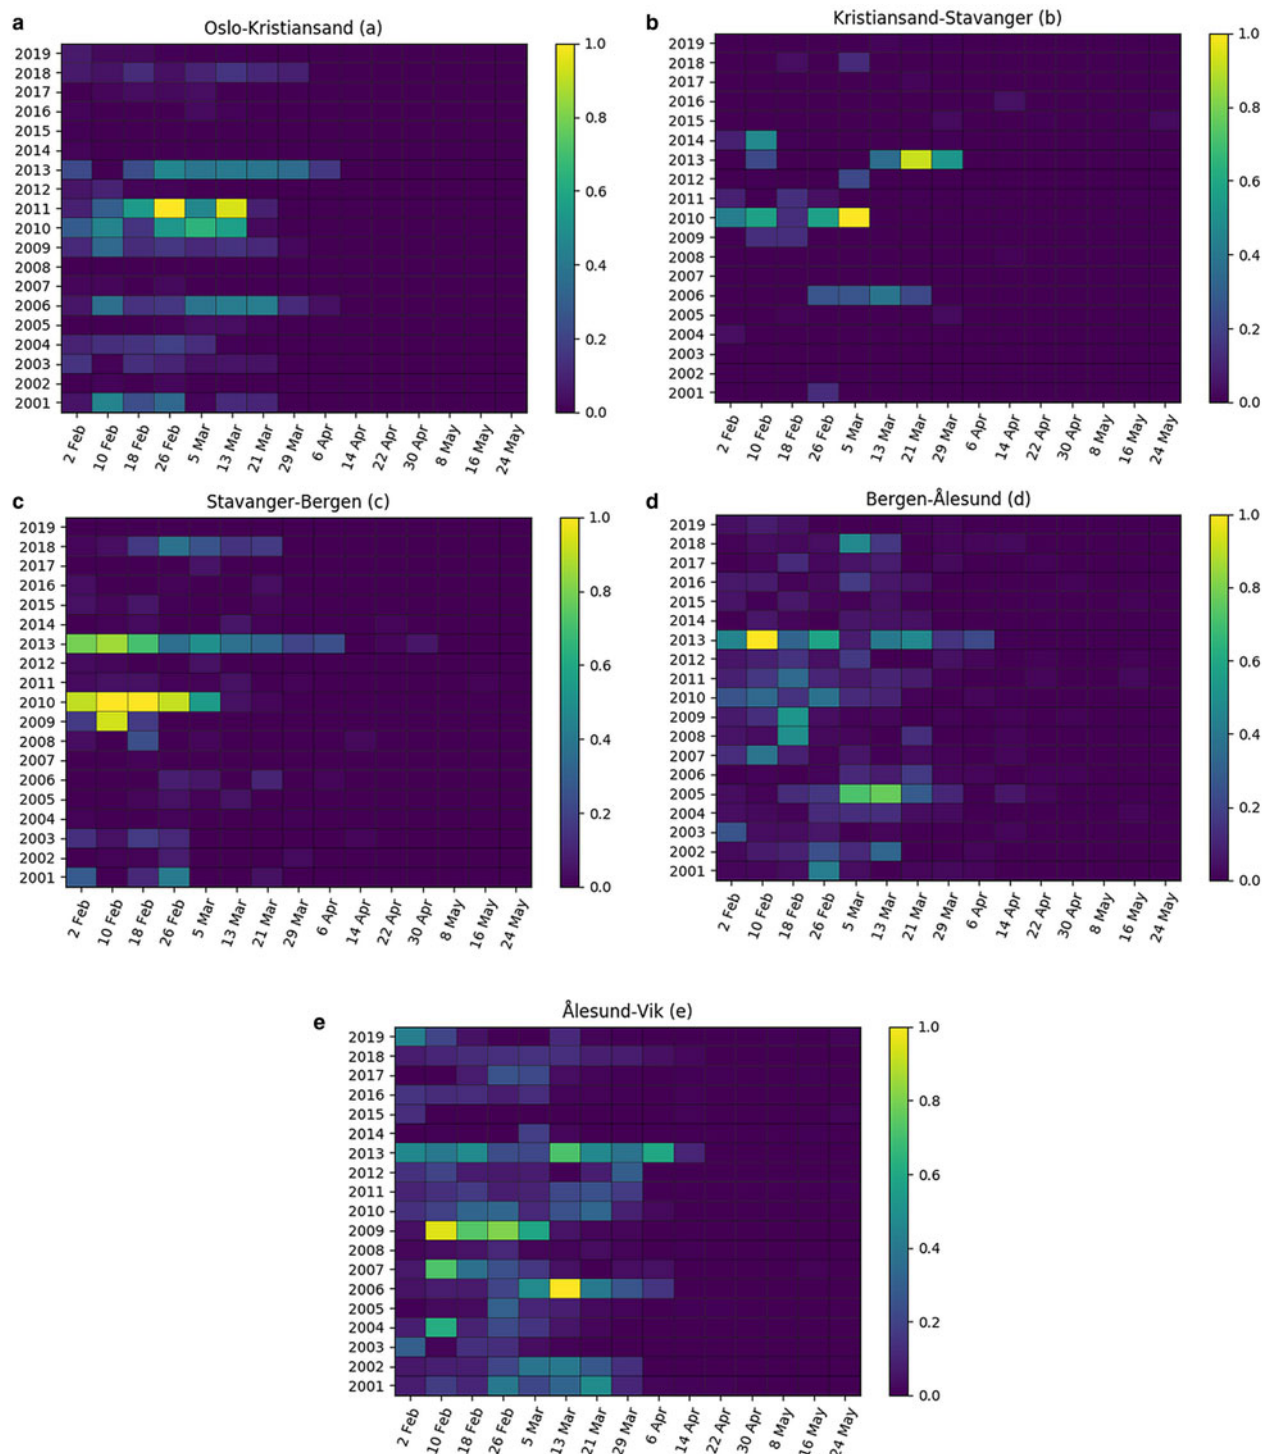 a
Oslo-Kristiansand (a)
2019
2018
2017
2016
2015
2014
2013
2012
2011
2010
2009
2008
2007
2006
2005
2004
2003
2002
2001
2 Feb
10 Feb
18 Feb
26 Feb
5 Mar
13 Mar
21 Mar
29 Mar
6 Apr
14 Apr
22 Apr
30 Apr
8 May
16 May
24 May
1.0
0.8
0.6
0.4
0.2
0.0
b
Kristiansand-Stavanger (b)
2019
2018
2017
2016
2015
2014
2013
2012
2011
2010
2009
2008
2007
2006
2005
2004
2003
2002
2001
2 Feb
10 Feb
18 Feb
26 Feb
5 Mar
13 Mar
21 Mar
29 Mar
6 Apr
14 Apr
22 Apr
30 Apr
8 May
16 May
24 May
1.0
0.8
0.6
0.4
0.2
0.0
c
Stavanger-Bergen (c)
2019
2018
2017
2016
2015
2014
2013
2012
2011
2010
2009
2008
2007
2006
2005
2004
2003
2002
2001
2 Feb
10 Feb
18 Feb
26 Feb
5 Mar
13 Mar
21 Mar
29 Mar
6 Apr
14 Apr
22 Apr
30 Apr
8 May
16 May
24 May
1.0
0.8
0.6
0.4
0.2
0.0
d
Bergen-Ålesund (d)
2019
2018
2017
2016
2015
2014
2013
2012
2011
2010
2009
2008
2007
2006
2005
2004
2003
2002
2001
2 Feb
10 Feb
18 Feb
26 Feb
5 Mar
13 Mar
21 Mar
29 Mar
6 Apr
14 Apr
22 Apr
30 Apr
8 May
16 May
24 May
1.0
0.8
0.6
0.4
0.2
0.0
e
Ålesund-Vik (e)
2019
2018
2017
2016
2015
2014
2013
2012
2011
2010
2009
2008
2007
2006
2005
2004
2003
2002
2001
2 Feb
10 Feb
18 Feb
26 Feb
5 Mar
13 Mar
21 Mar
29 Mar
6 Apr
14 Apr
22 Apr
30 Apr
8 May
16 May
24 May
1.0
0.8
0.6
0.4
0.2
0.0